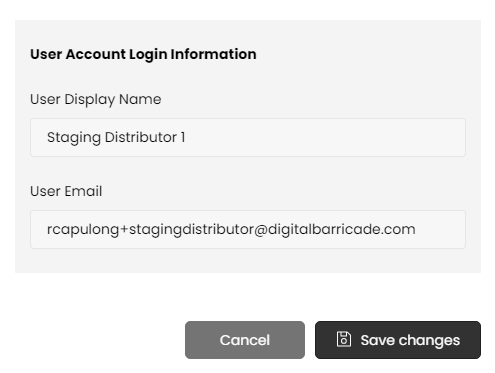 User Account Login Information
User Display Name
Staging Distributor 1
User Email
rcapulong+stagingdistributor@digitalbarricade.com
Cancel
Save changes